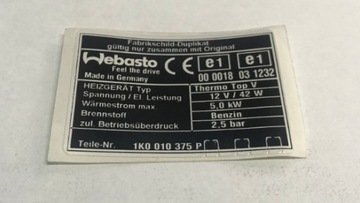 Fabrikschild-Duplikat
gültig nur zusammen mit Original
Webasto CE e1 e1
Feel the drive
Made in Germany 00 0018 03 1232
HEIZGERÄT Typ Thermo Top V
Spannung / El. Leistung 12 V / 42 W
Wärmestrom max. 5,0 kW
Brennstoff Benzin
zul. Betriebsüberdruck 2,5 bar
Teile-Nr. 1K0 010 375 P